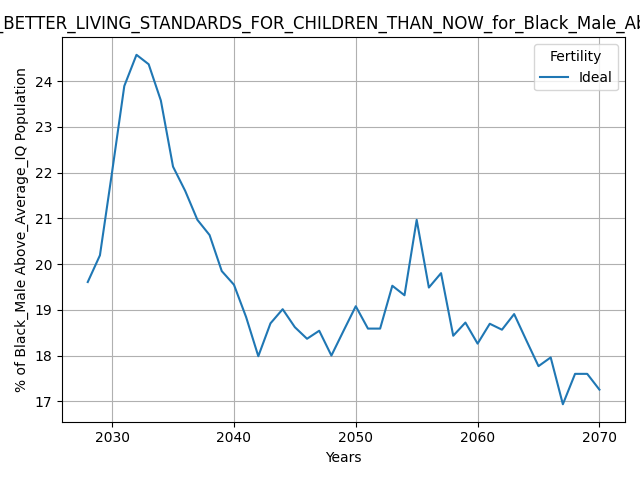 _BETTER_LIVING_STANDARDS_FOR_CHILDREN_THAN_NOW_for_Black_Male_Ab
Fertility
Ideal
% of Black_Male Above_Average_IQ Population
24
23
22
21
20
19
18
17
2030 2040 2050 2060 2070
Years